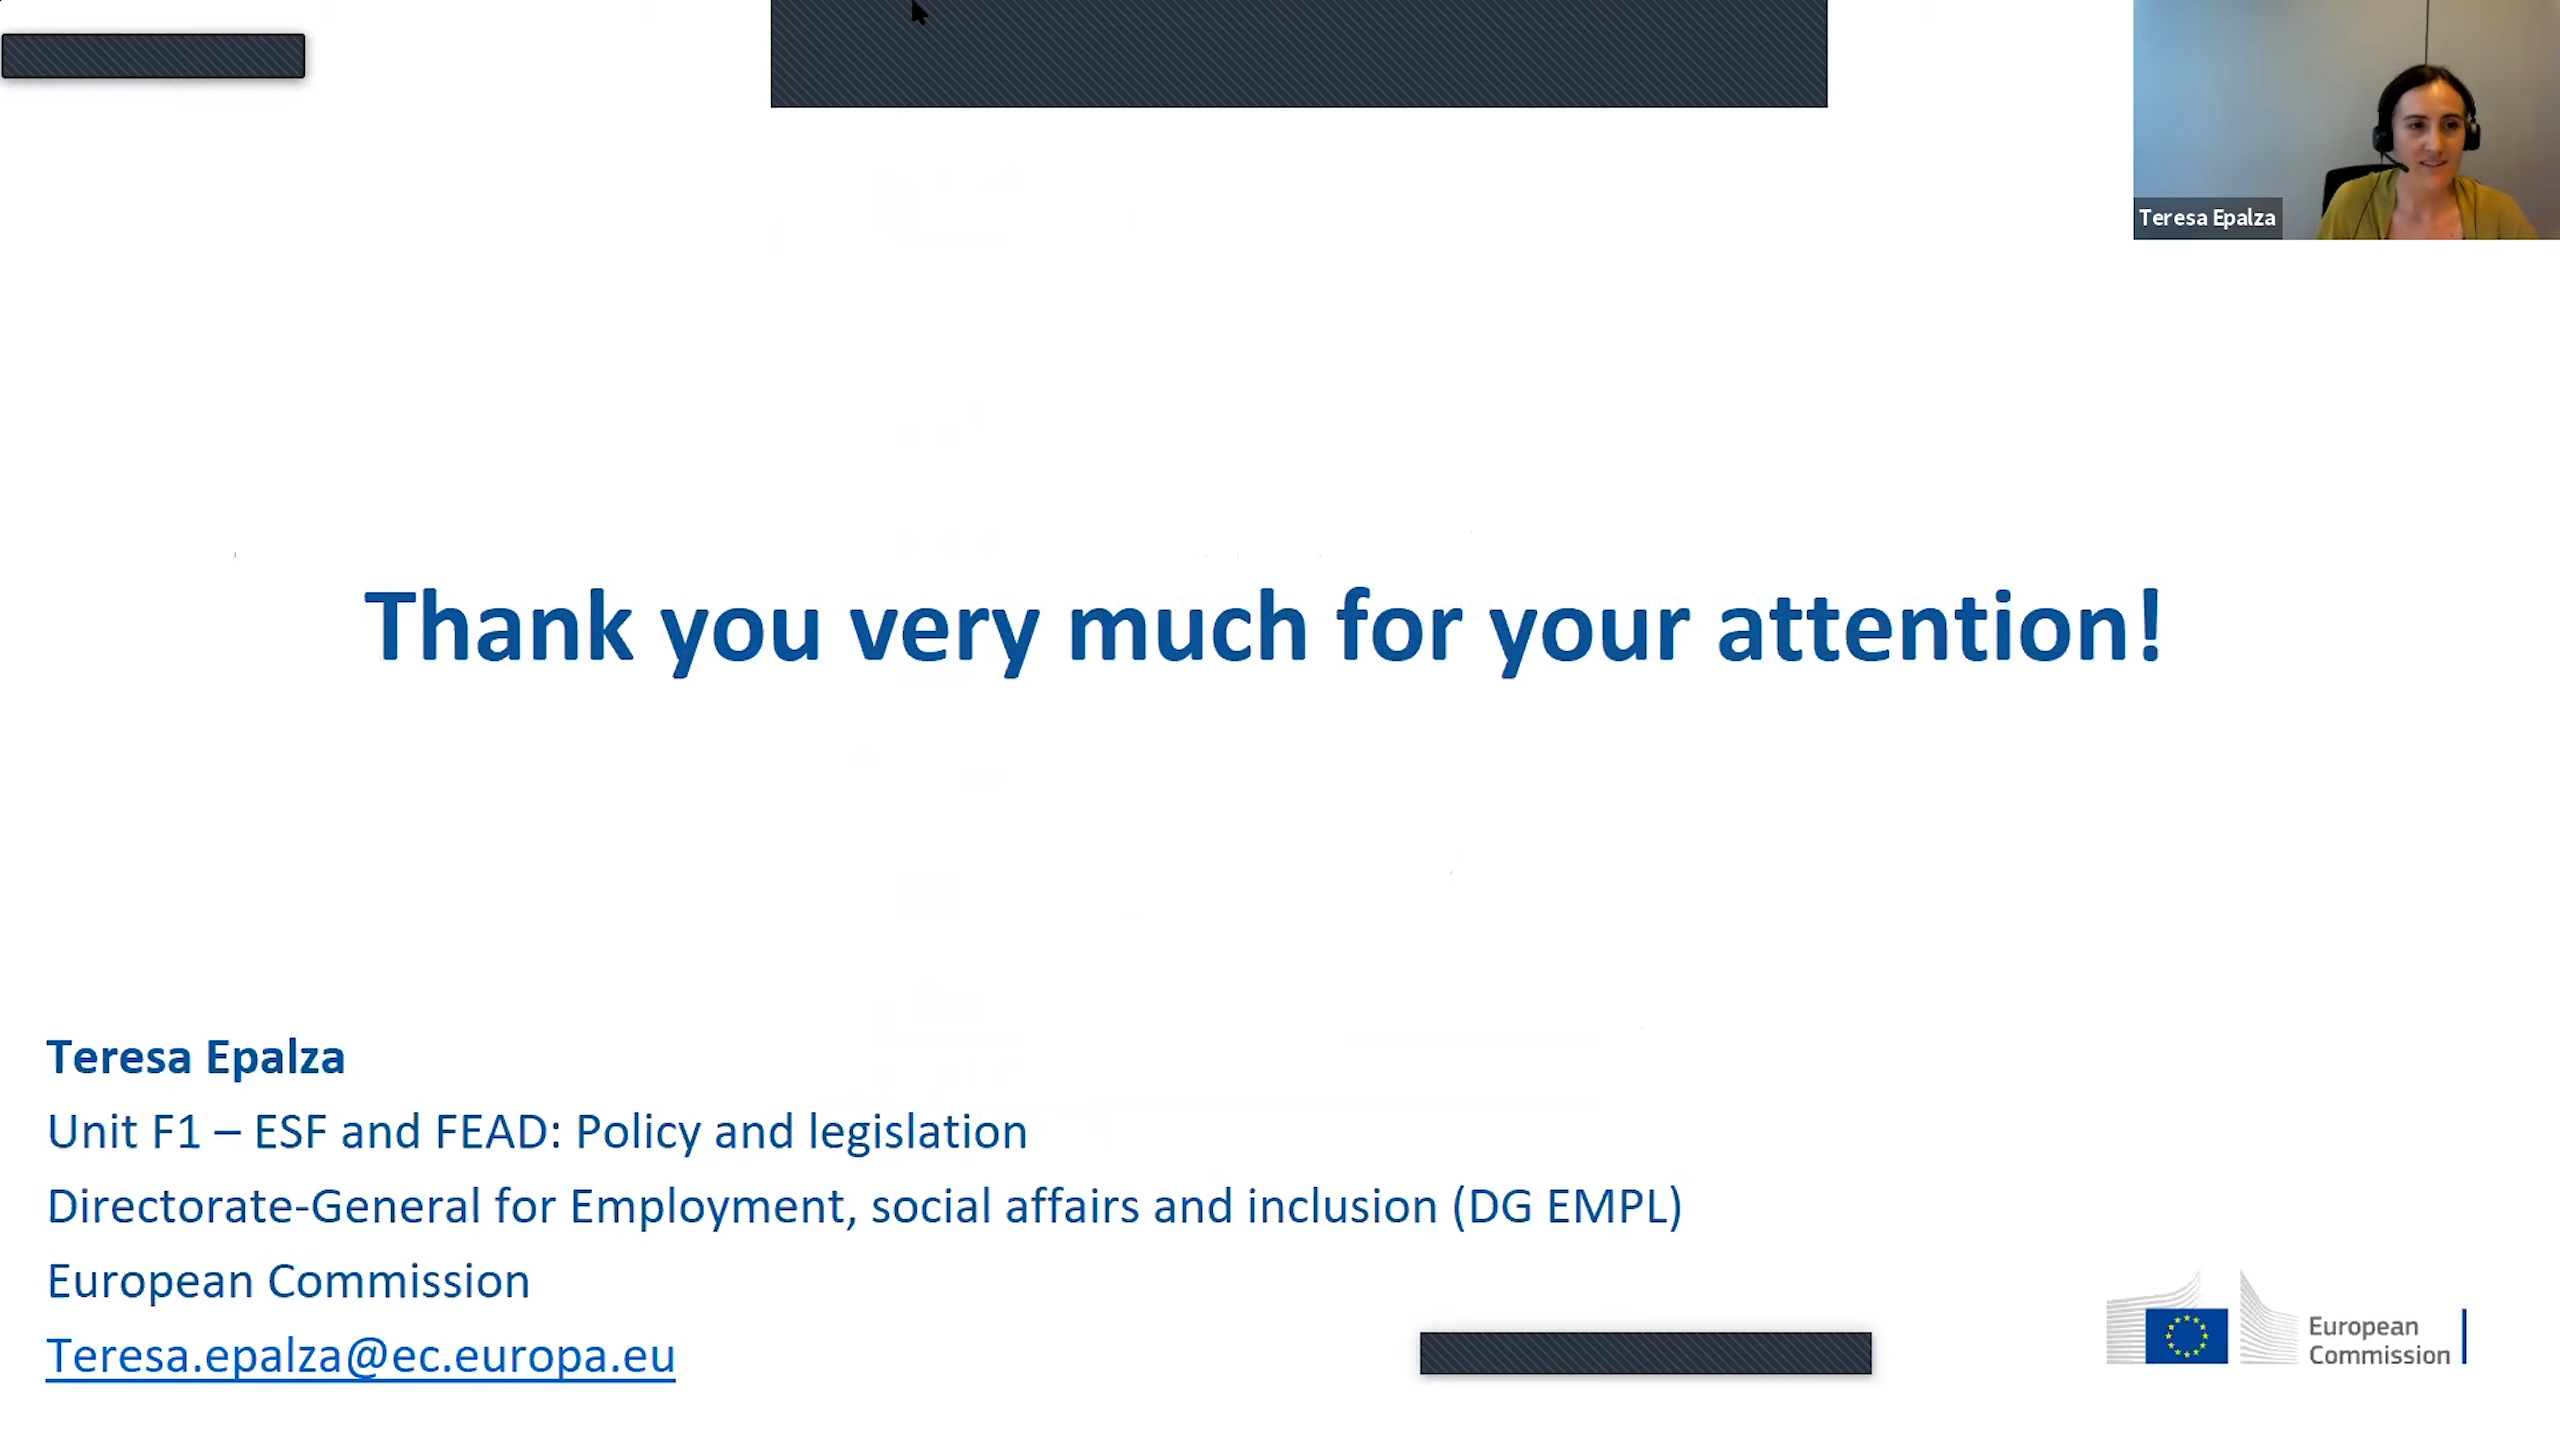 Teresa Epalza
Thank you very much for your attention!
Teresa Epalza
Unit F1 – ESF and FEAD: Policy and legislation
Directorate-General for Employment, social affairs and inclusion (DG EMPL)
European Commission
Teresa.epalza@ec.europa.eu
European
Commission